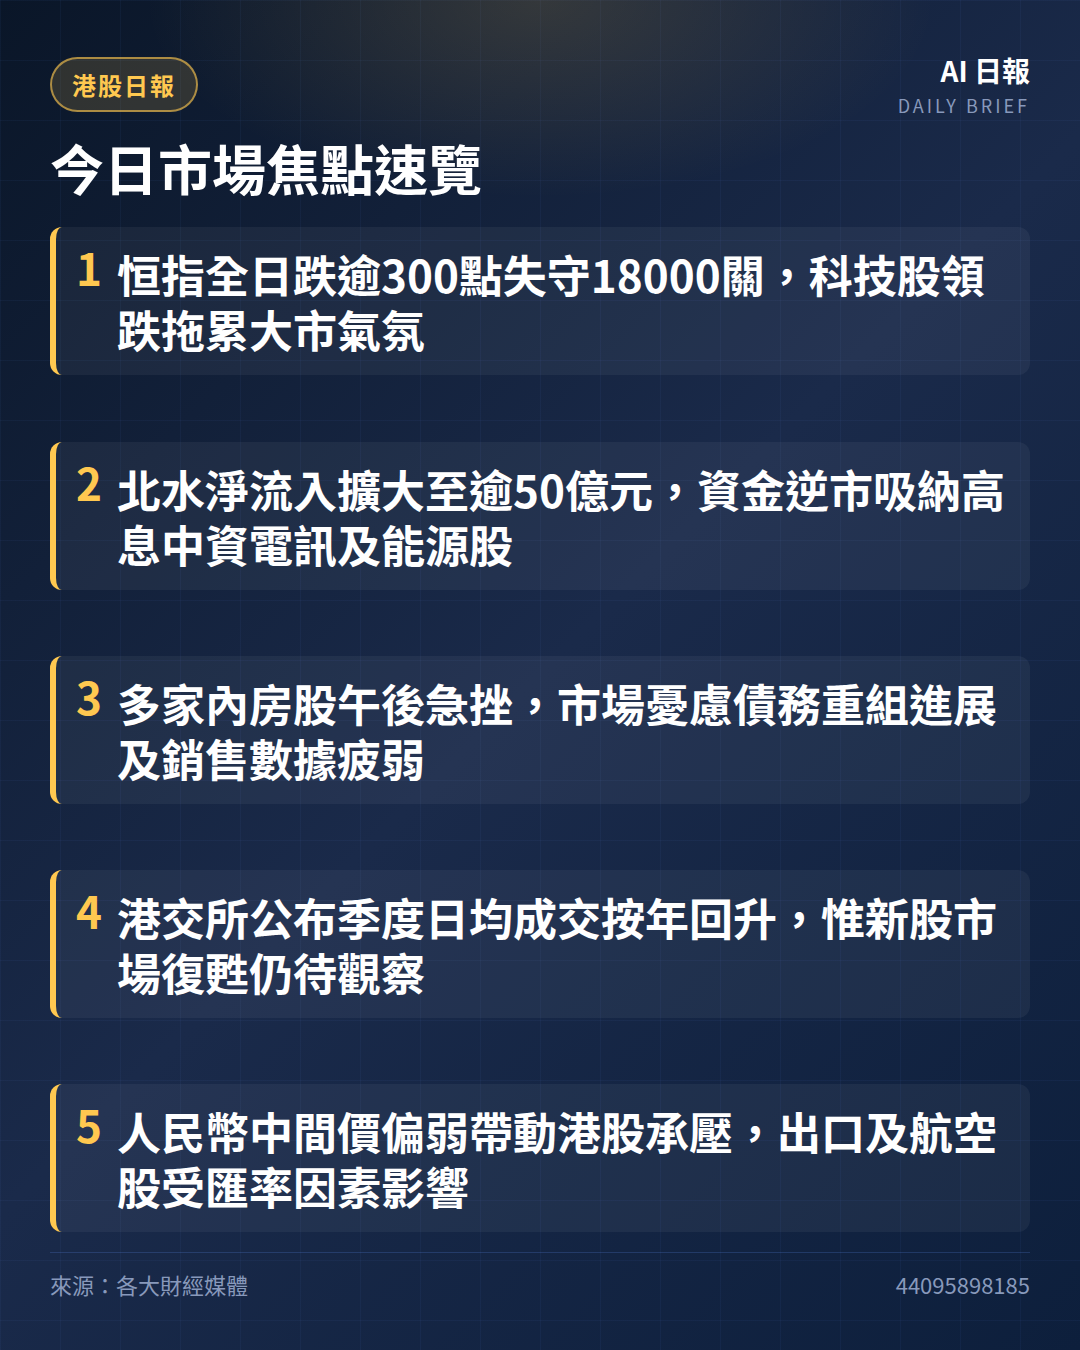 港股日報
AI 日報
DAILY BRIEF
今日市場焦點速覽
1 恒指全日跌逾300點失守18000關，科技股領
跌拖累大市氣氛
2 北水淨流入擴大至逾50億元，資金逆市吸納高
息中資電訊及能源股
3 多家內房股午後急挫，市場憂慮債務重組進展
及銷售數據疲弱
4 港交所公布季度日均成交按年回升，惟新股市
場復甦仍待觀察
5 人民幣中間價偏弱帶動港股承壓，出口及航空
股受匯率因素影響
來源：各大財經媒體
44095898185